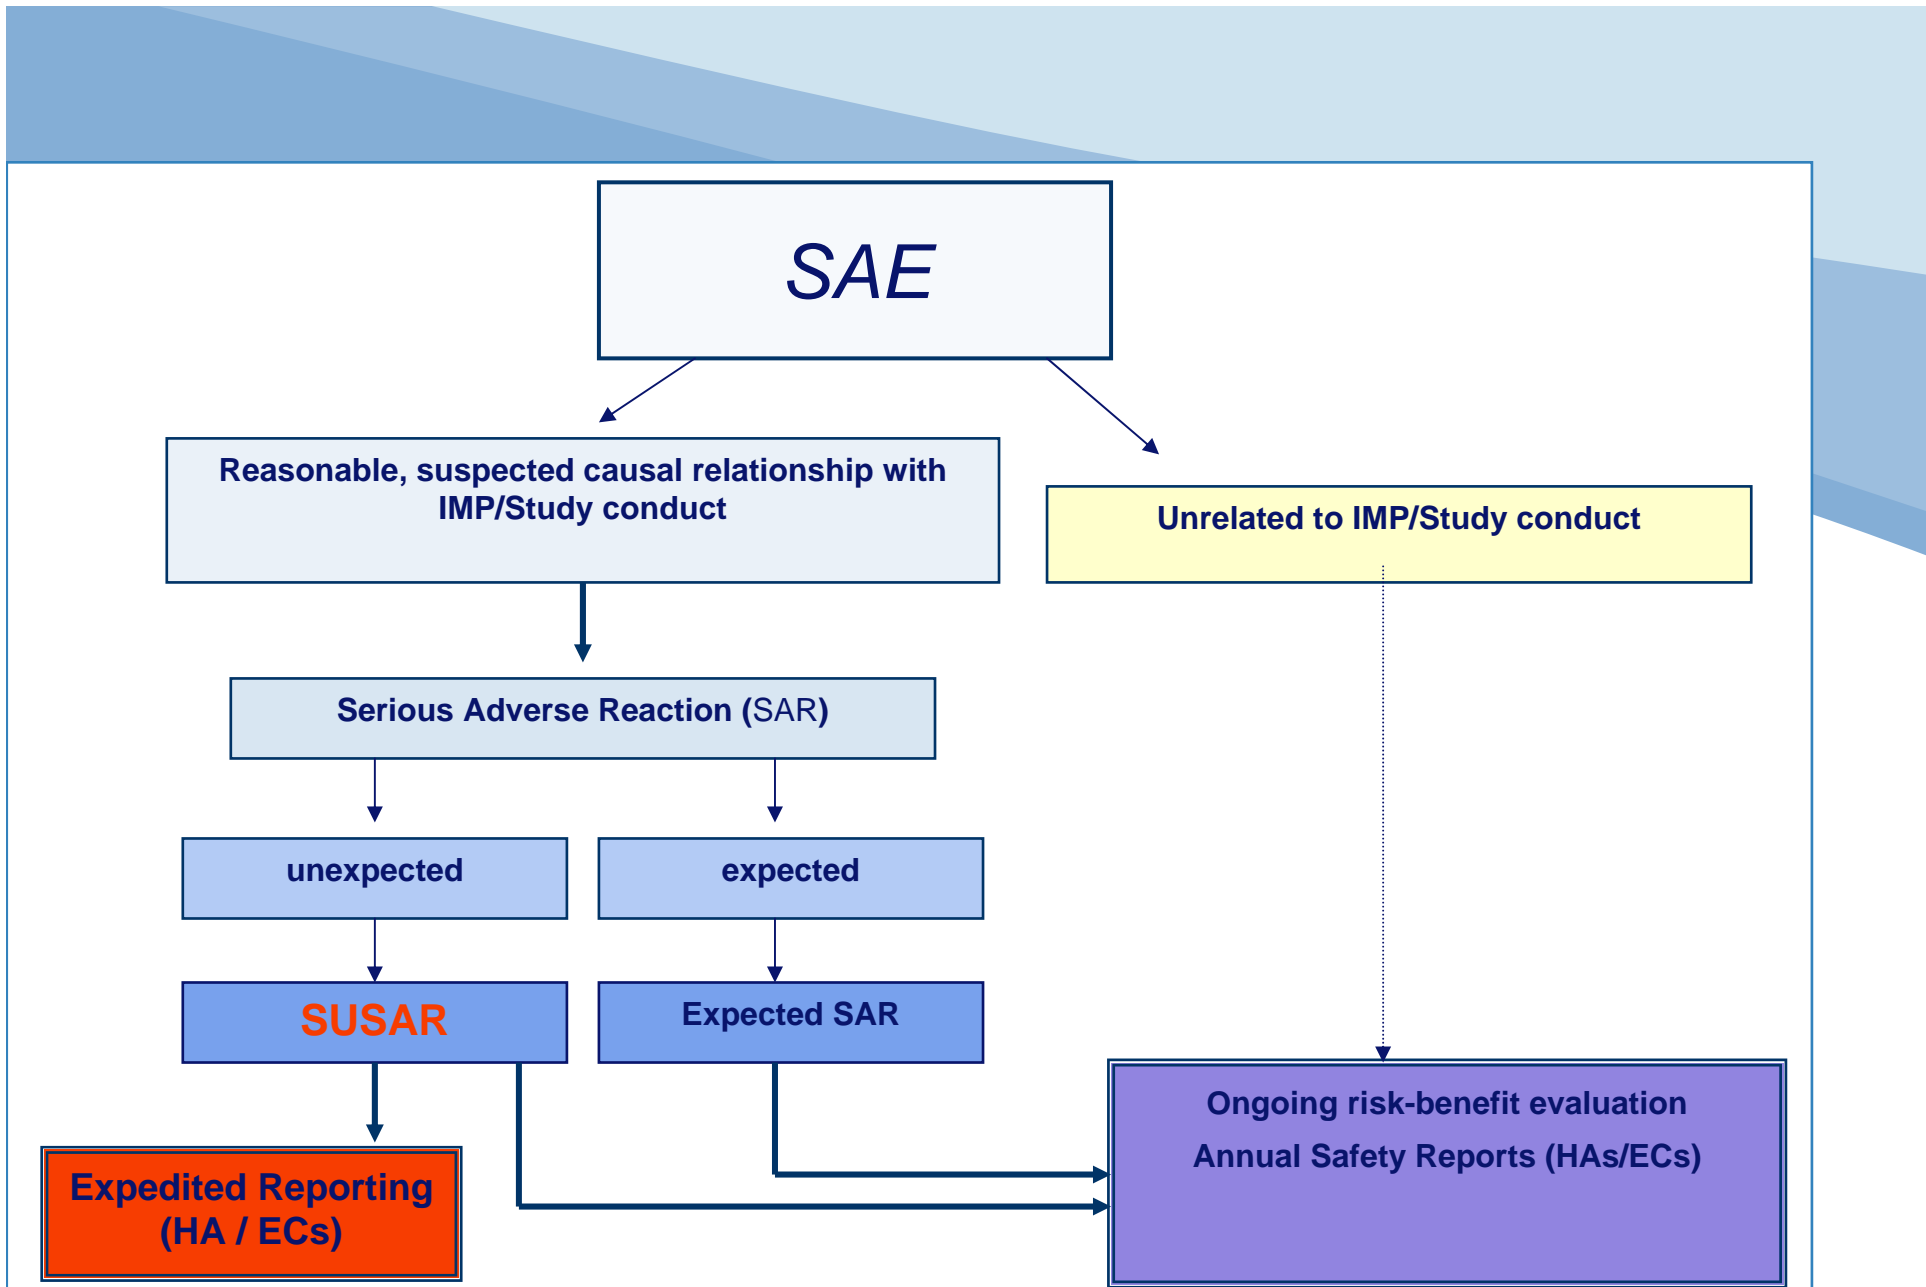 SAE
Reasonable, suspected causal relationship with
IMP/Study conduct
Unrelated to IMP/Study conduct
Serious Adverse Reaction (SAR)
unexpected
expected
SUSAR
Expected SAR
Ongoing risk-benefit evaluation
Annual Safety Reports (HAs/ECs)
Expedited Reporting
(HA / ECs)